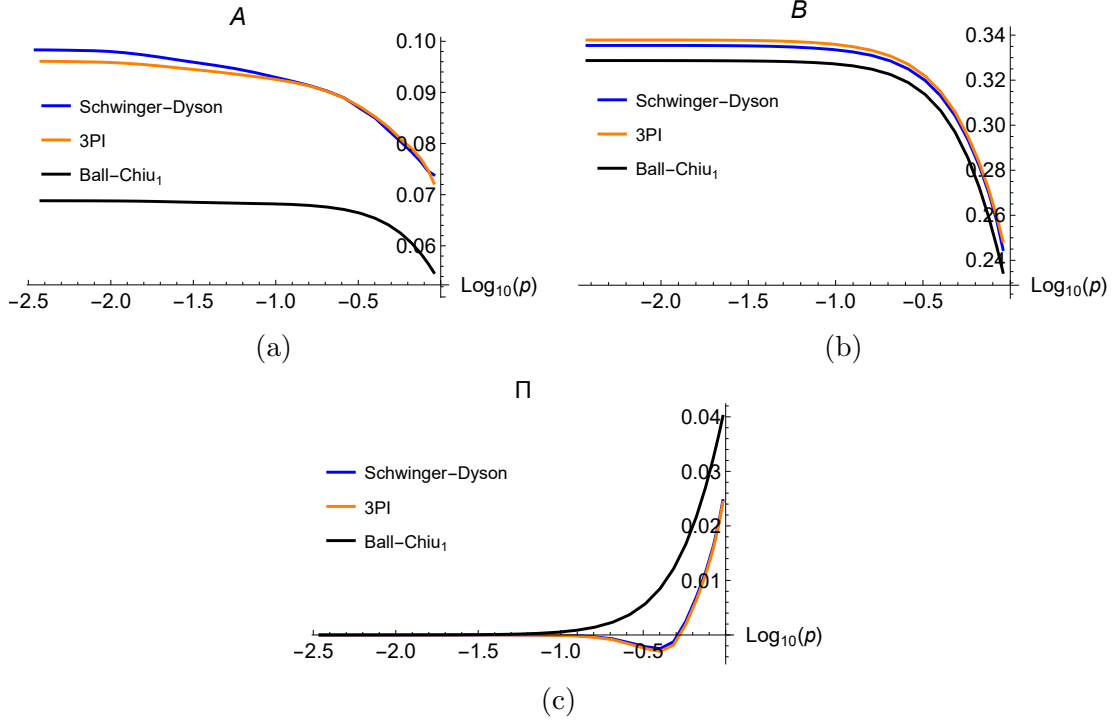 A
0.10
0.09
0.08
0.07
0.06
Schwinger–Dyson
3PI
Ball–Chiu₁
−2.5 −2.0 −1.5 −1.0 −0.5
Log₁₀(p)
(a)
B
0.34
0.32
0.30
0.28
0.26
0.24
Schwinger–Dyson
3PI
Ball–Chiu₁
−2.0 −1.5 −1.0 −0.5
Log₁₀(p)
(b)
Π
0.04
0.03
0.02
0.01
Schwinger–Dyson
3PI
Ball–Chiu₁
−2.5 −2.0 −1.5 −1.0 −0.5
Log₁₀(p)
(c)